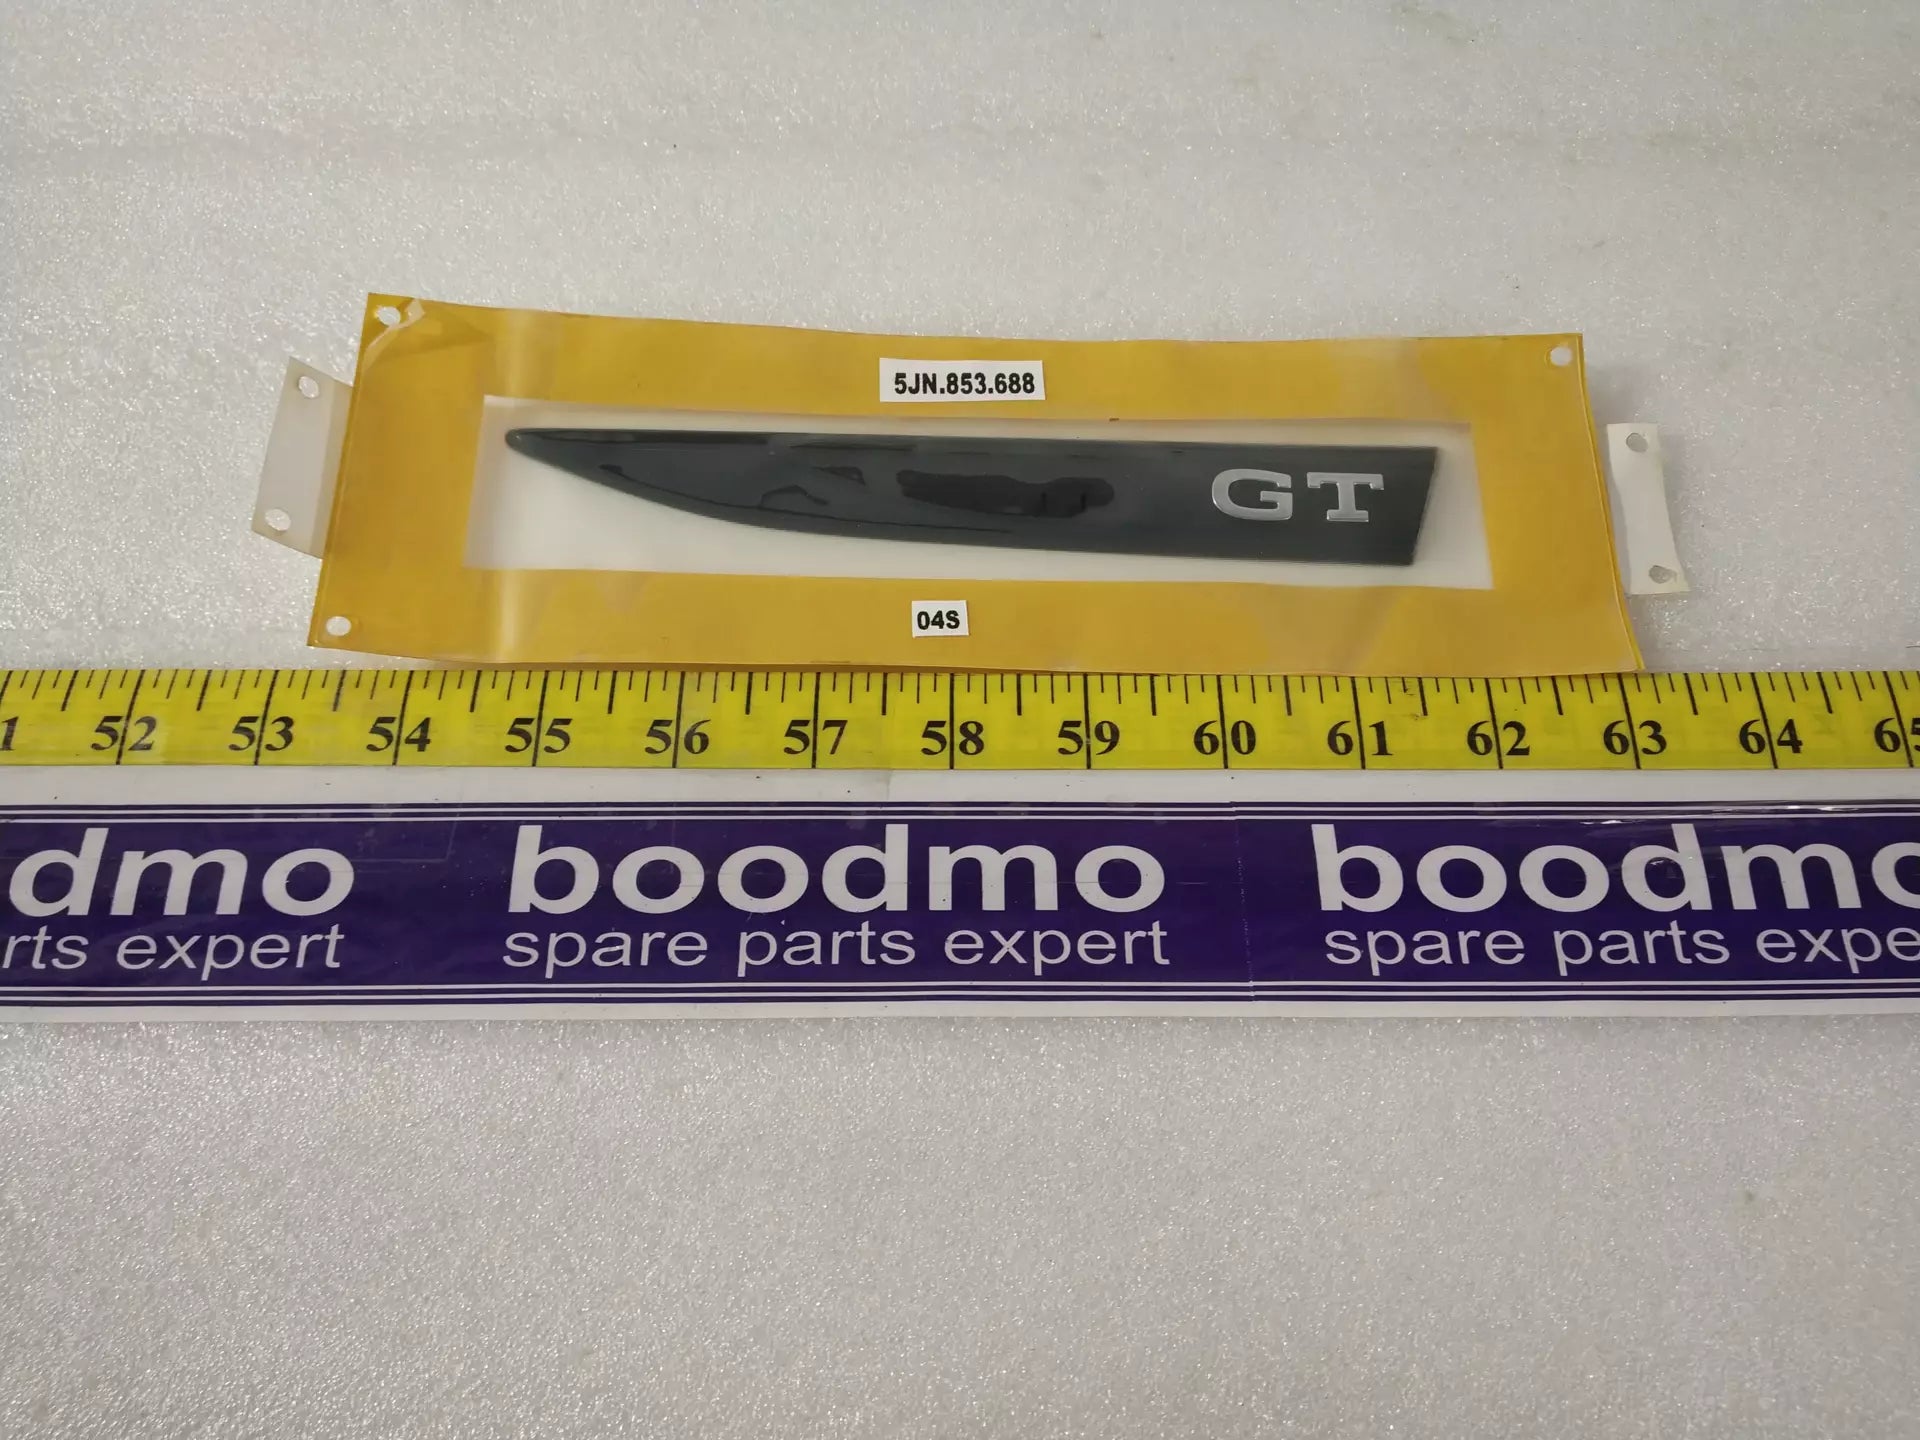 5JN.853.688
GT
04S
1 52 53 54 55 56 57 58 59 60 61 62 63 64 65
dmo boodmo boodmo
rts expert spare parts expert spare parts expe